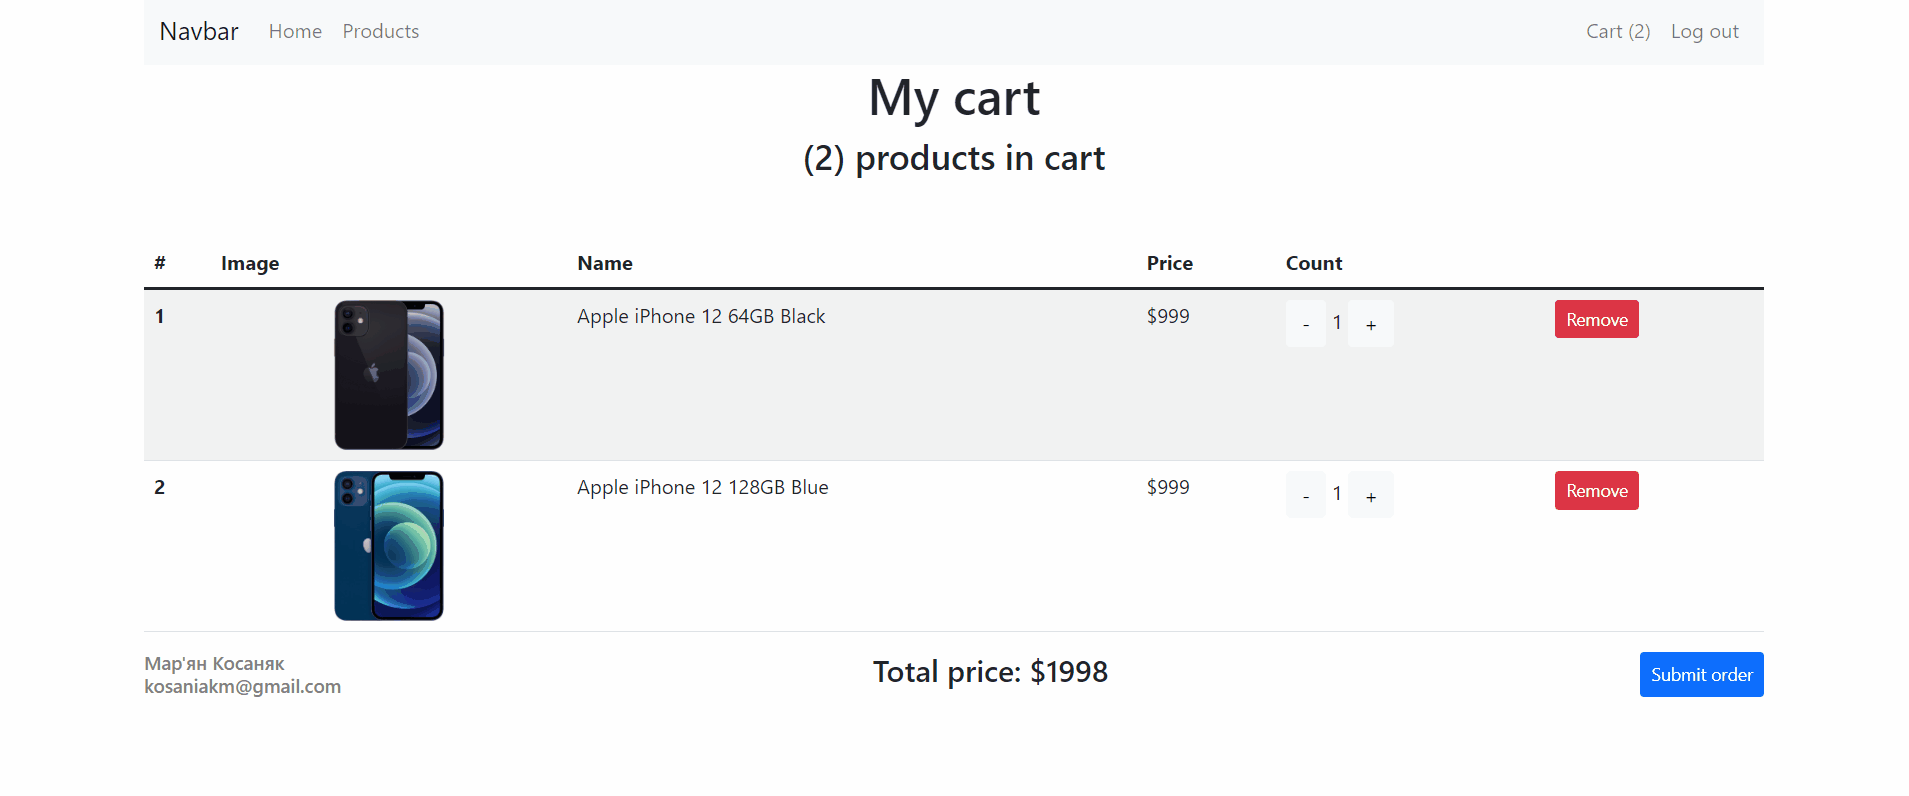 Navbar Home Products Cart (2) Log out
My cart
(2) products in cart
# Image Name Price Count
1 Apple iPhone 12 64GB Black $999 - 1 + Remove
2 Apple iPhone 12 128GB Blue $999 - 1 + Remove
Мар'ян Косаняк
kosaniakm@gmail.com
Total price: $1998
Submit order